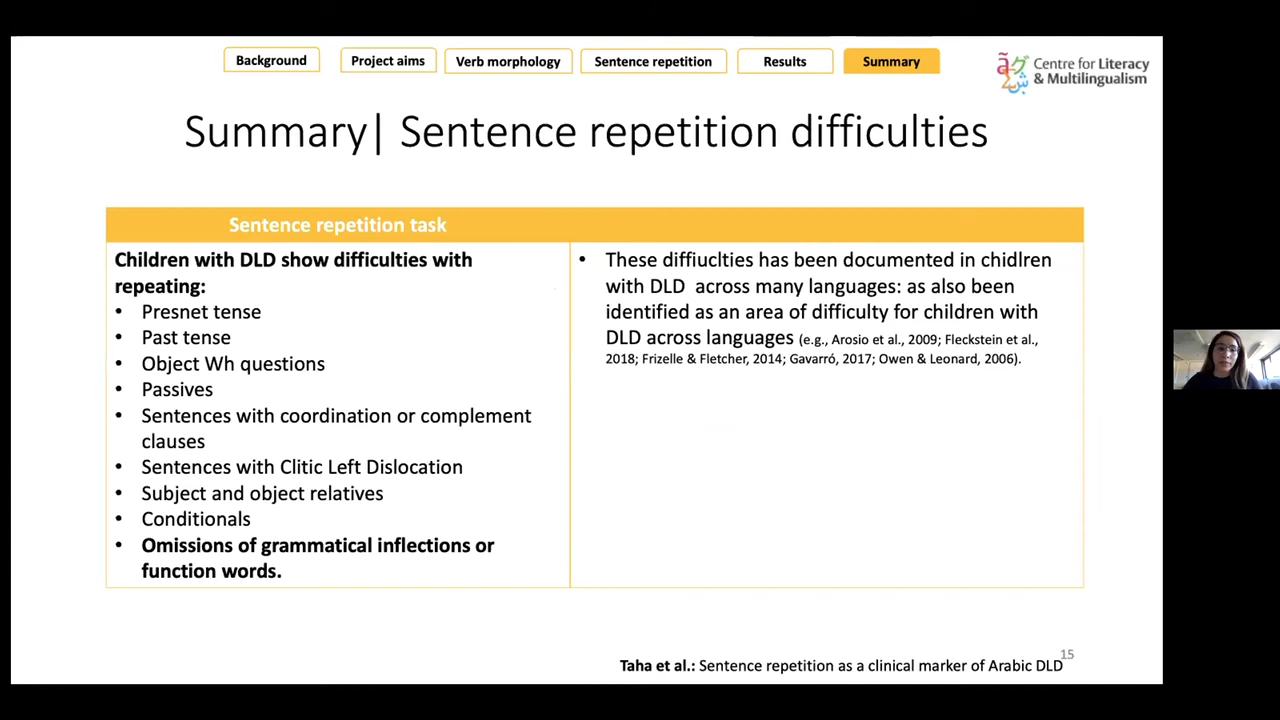 Background
Project aims
Verb morphology
Sentence repetition
Results
Summary
Centre for Literacy
& Multilingualism
Summary| Sentence repetition difficulties
Sentence repetition task
Children with DLD show difficulties with
repeating:
• Presnet tense
• Past tense
• Object Wh questions
• Passives
• Sentences with coordination or complement
clauses
• Sentences with Clitic Left Dislocation
• Subject and object relatives
• Conditionals
• Omissions of grammatical inflections or
function words.
• These diffiuclties has been documented in chidlren
with DLD across many languages: as also been
identified as an area of difficulty for children with
DLD across languages (e.g., Arosio et al., 2009; Fleckstein et al.,
2018; Frizelle & Fletcher, 2014; Gavarró, 2017; Owen & Leonard, 2006).
15
Taha et al.: Sentence repetition as a clinical marker of Arabic DLD